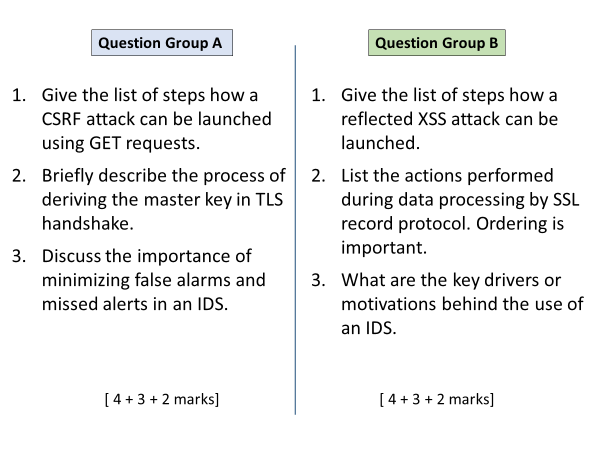 Question Group A
1. Give the list of steps how a
CSRF attack can be launched
using GET requests.
2. Briefly describe the process of
deriving the master key in TLS
handshake.
3. Discuss the importance of
minimizing false alarms and
missed alerts in an IDS.
[ 4 + 3 + 2 marks]
Question Group B
1. Give the list of steps how a
reflected XSS attack can be
launched.
2. List the actions performed
during data processing by SSL
record protocol. Ordering is
important.
3. What are the key drivers or
motivations behind the use of
an IDS.
[ 4 + 3 + 2 marks]